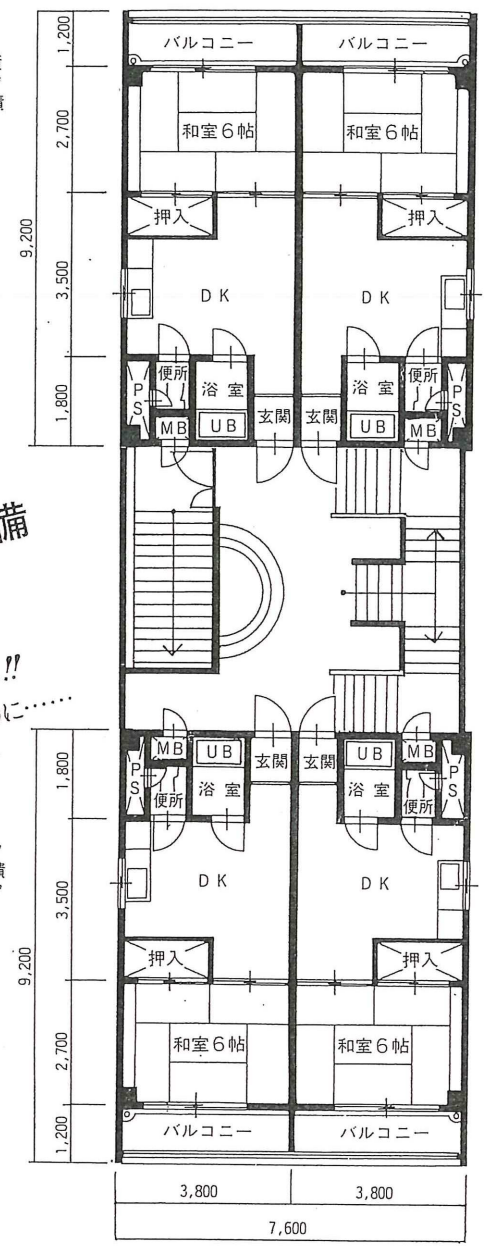 バルコニー バルコニー
1,200
和室6帖 和室6帖
2,700
押入 押入
9,200
3,500
DK DK
PS 便所 浴室 浴室 便所 PS
1,800
MB UB 玄関 玄関 UB MB
備
!!
に……
MB UB 玄関 玄関 UB MB
1,800
PS 便所 浴室 浴室 便所 PS
DK DK
3,500
9,200
押入 押入
和室6帖 和室6帖
2,700
バルコニー バルコニー
1,200
3,800 3,800
7,600